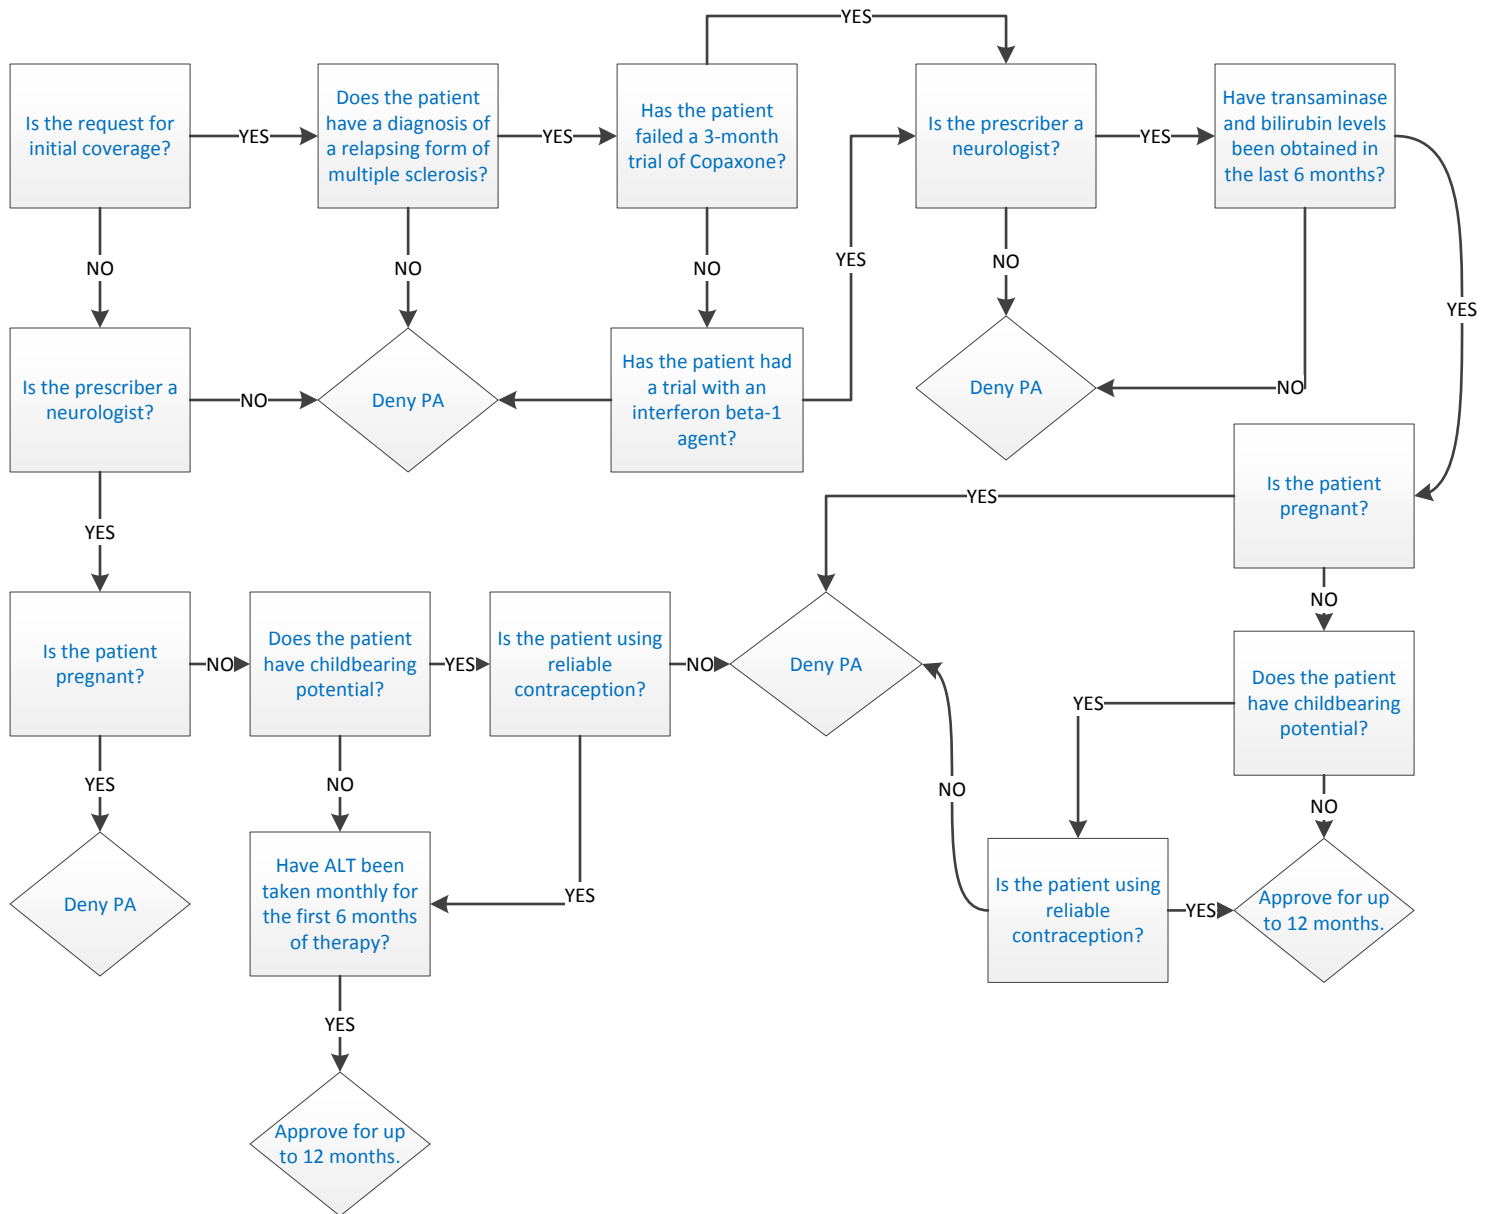 YES
Is the request for
initial coverage?
YES
Does the patient
have a diagnosis of
a relapsing form of
multiple sclerosis?
YES
Has the patient
failed a 3-month
trial of Copaxone?
Is the prescriber a
neurologist?
YES
Have transaminase
and bilirubin levels
been obtained in
the last 6 months?
NO
NO
NO
YES
NO
YES
Is the prescriber a
neurologist?
NO
Deny PA
Has the patient had
a trial with an
interferon beta-1
agent?
Deny PA
NO
YES
YES
Is the patient
pregnant?
NO
Is the patient
pregnant?
NO
Does the patient
have childbearing
potential?
YES
Is the patient using
reliable
contraception?
NO
Deny PA
Does the patient
have childbearing
potential?
YES
YES
NO
NO
NO
Deny PA
Have ALT been
taken monthly for
the first 6 months
of therapy?
YES
Is the patient using
reliable
contraception?
YES
Approve for up
to 12 months.
YES
Approve for up
to 12 months.